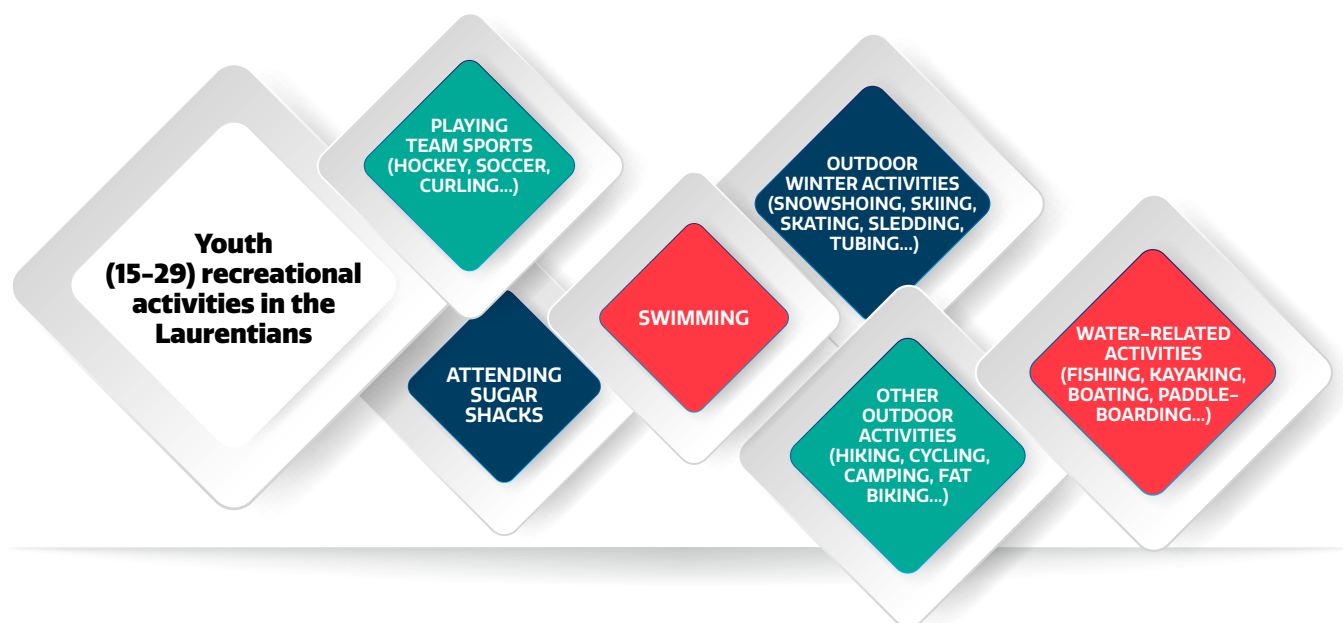 Youth
(15-29) recreational
activities in the
Laurentians
PLAYING
TEAM SPORTS
(HOCKEY, SOCCER,
CURLING...)
ATTENDING
SUGAR
SHACKS
SWIMMING
OUTDOOR
WINTER ACTIVITIES
(SNOWSHOING, SKIING,
SKATING, SLEDDING,
TUBING...)
OTHER
OUTDOOR
ACTIVITIES
(HIKING, CYCLING,
CAMPING, FAT
BIKING...)
WATER-RELATED
ACTIVITIES
(FISHING, KAYAKING,
BOATING, PADDLE-
BOARDING...)